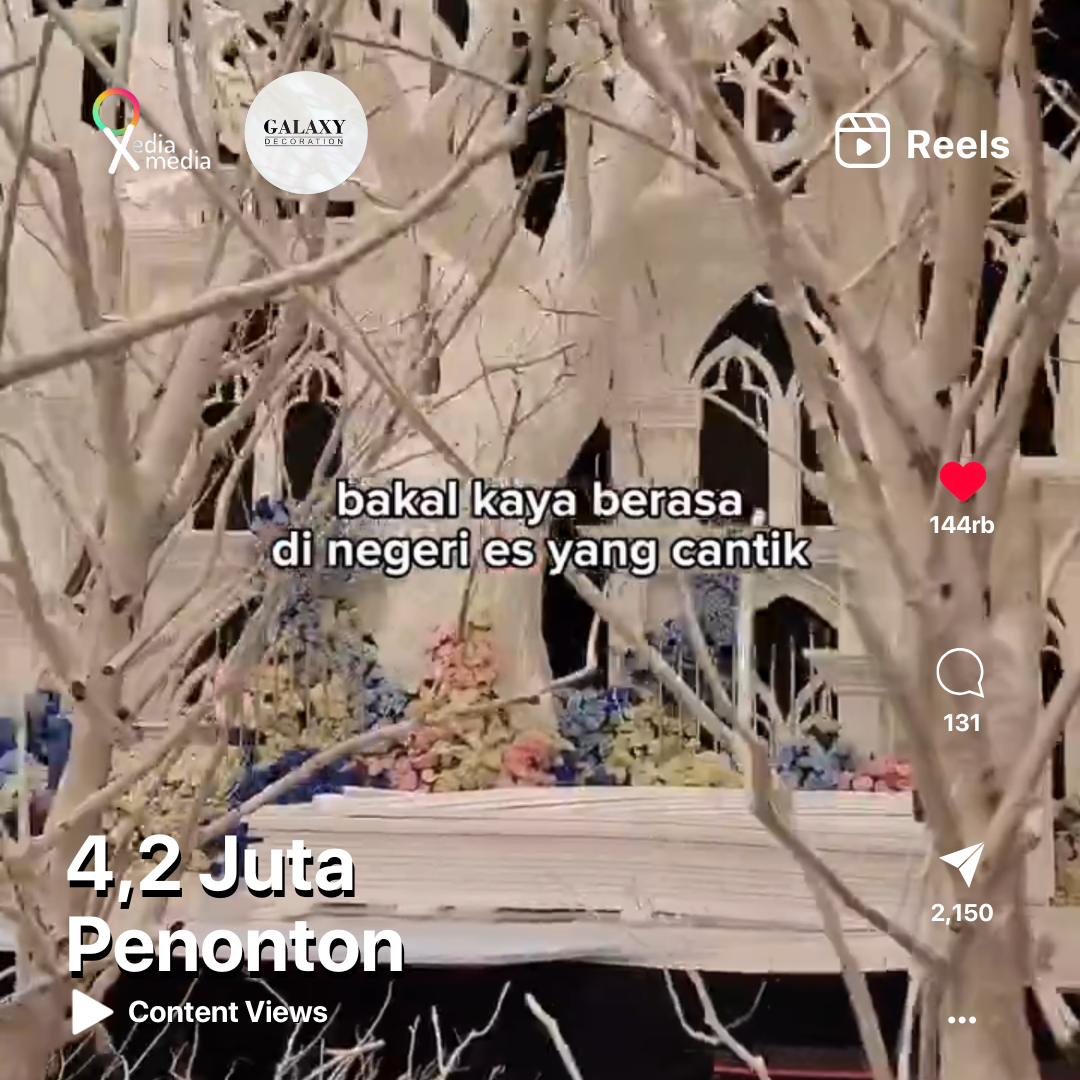 edia
media
GALAXY
DECORATION
Reels
bakal kaya berasa
di negeri es yang cantik
144rb
131
2,150
4,2 Juta
Penonton
Content Views